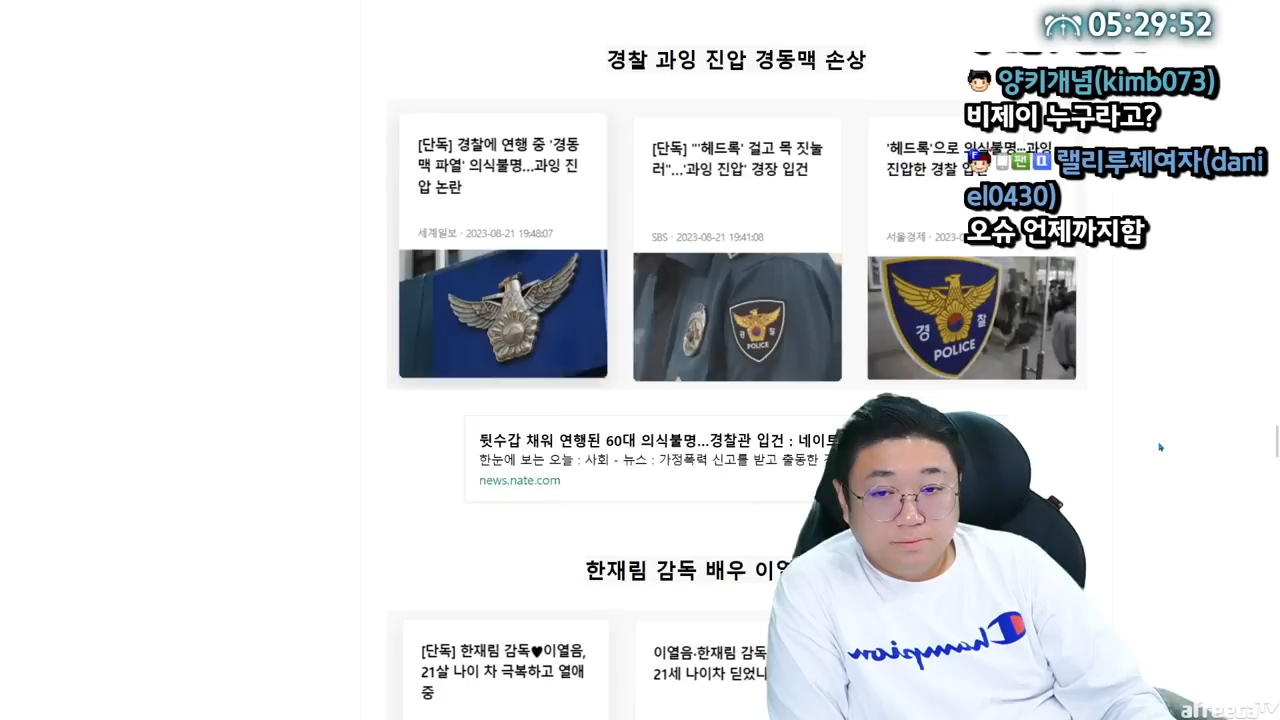 05:29:52
경찰 과잉 진압 경동맥 손상
양키개념(kimb073)
비제이 누구라고?
[단독] 경찰에 연행 중 '경동
맥 파열' 의식불명...과잉 진
압 논란
세계일보 · 2023-08-21 19:48:07
[단독] "'헤드록' 걸고 목 짓눌
러"...'과잉 진압' 경장 입건
SBS · 2023-08-21 19:41:08
'헤드록'으로 의식불명...과잉
진압한 경찰 입건
서울경제 · 2023-0
팬
랠리루제여자(dani
el0430)
오슈 언제까지함
경 찰
POLICE
경 찰
POLICE
뒷수갑 채워 연행된 60대 의식불명...경찰관 입건 : 네이트
한눈에 보는 오늘 : 사회 - 뉴스 : 가정폭력 신고를 받고 출동한
news.nate.com
한재림 감독 배우 이열
[단독] 한재림 감독♥이열음,
21살 나이 차 극복하고 열애
중
이열음·한재림 감독
21세 나이차 딛었나
Champion
afreecaTV